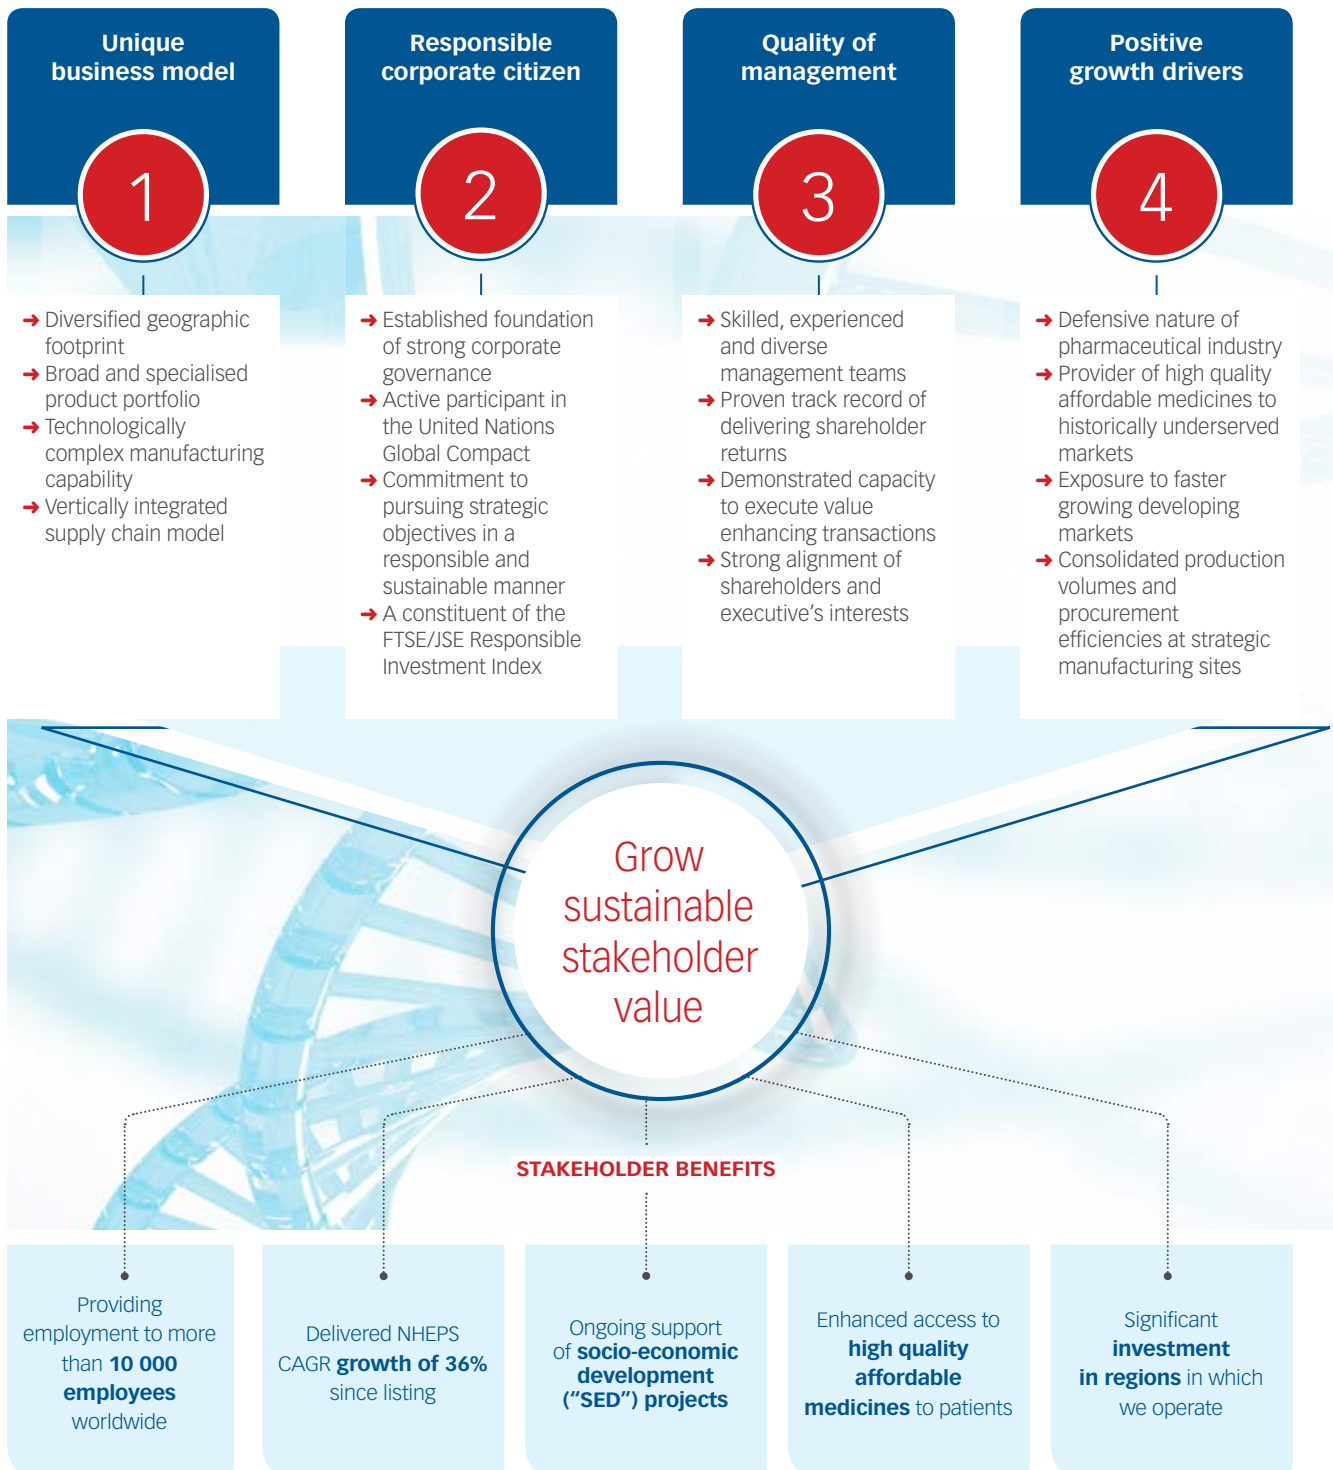 Unique
business model
1
➜ Diversified geographic
footprint
➜ Broad and specialised
product portfolio
➜ Technologically
complex manufacturing
capability
➜ Vertically integrated
supply chain model
Responsible
corporate citizen
2
➜ Established foundation
of strong corporate
governance
➜ Active participant in
the United Nations
Global Compact
➜ Commitment to
pursuing strategic
objectives in a
responsible and
sustainable manner
➜ A constituent of the
FTSE/JSE Responsible
Investment Index
Quality of
management
3
➜ Skilled, experienced
and diverse
management teams
➜ Proven track record of
delivering shareholder
returns
➜ Demonstrated capacity
to execute value
enhancing transactions
➜ Strong alignment of
shareholders and
executive's interests
Positive
growth drivers
4
➜ Defensive nature of
pharmaceutical industry
➜ Provider of high quality
affordable medicines to
historically underserved
markets
➜ Exposure to faster
growing developing
markets
➜ Consolidated production
volumes and
procurement
efficiencies at strategic
manufacturing sites
Grow
sustainable
stakeholder
value
STAKEHOLDER BENEFITS
Providing
employment to more
than 10 000
employees
worldwide
Delivered NHEPS
CAGR growth of 36%
since listing
Ongoing support
of socio-economic
development
("SED") projects
Enhanced access to
high quality
affordable
medicines to patients
Significant
investment
in regions in which
we operate